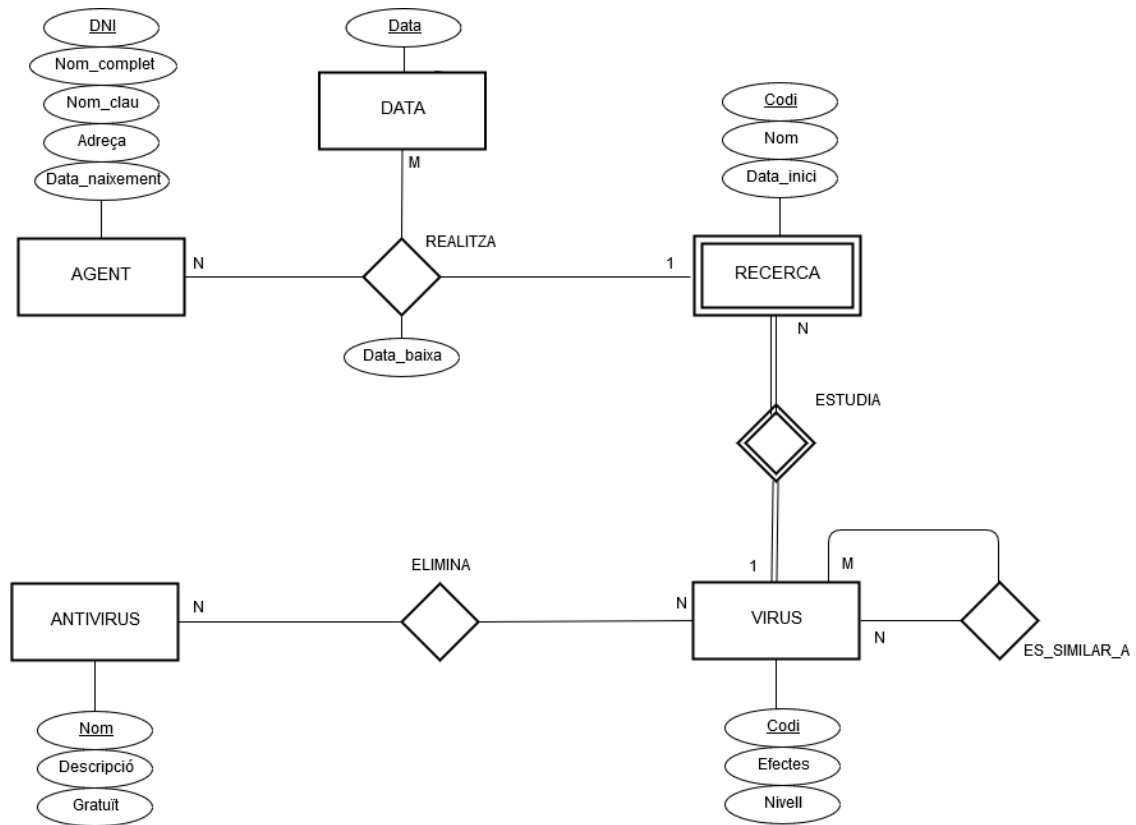 DNI
Nom_complet
Nom_clau
Adreça
Data_naixement
AGENT
Data
DATA
M
REALITZA
N
1
Data_baixa
Codi
Nom
Data_inici
RECERCA
N
ESTUDIA
1
ELIMINA
ANTIVIRUS
N
N
VIRUS
M
N
ES_SIMILAR_A
Nom
Descripció
Gratuït
Codi
Efectes
Nivell